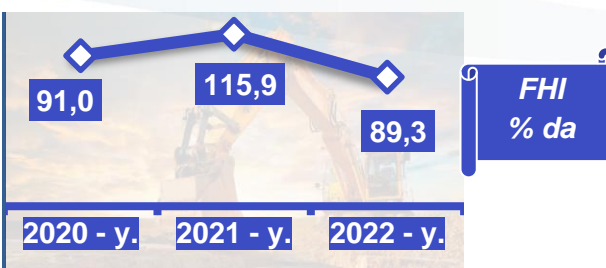 91,0
115,9
89,3
FHI
% da
2020 - y.
2021 - y.
2022 - y.